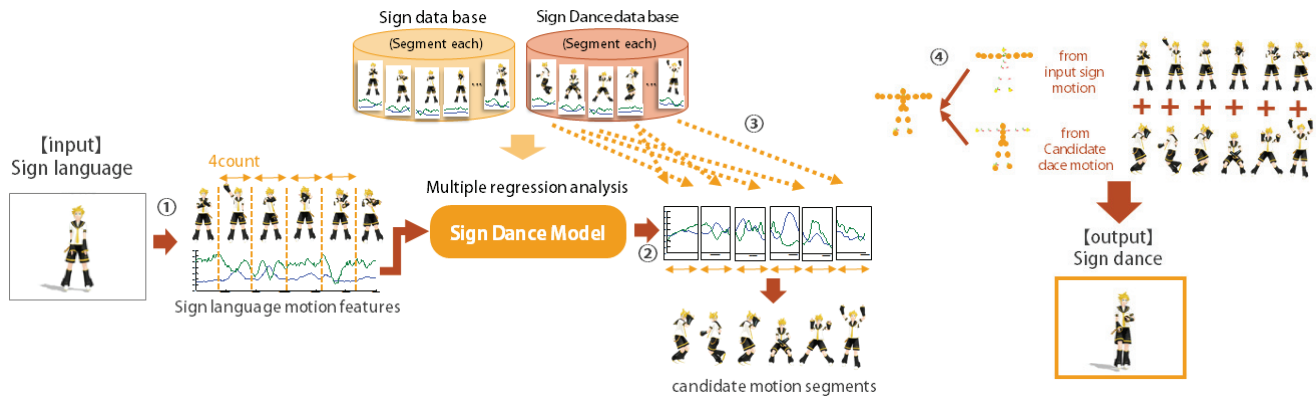 Sign data base
(Segment each)
...
Sign Dance data base
(Segment each)
...
【input】
Sign language
①
4count
Sign language motion features
Multiple regression analysis
Sign Dance Model
②
③
candidate motion segments
④
from
input sign
motion
from
Candidate
dace motion
+ + + + + +
【output】
Sign dance